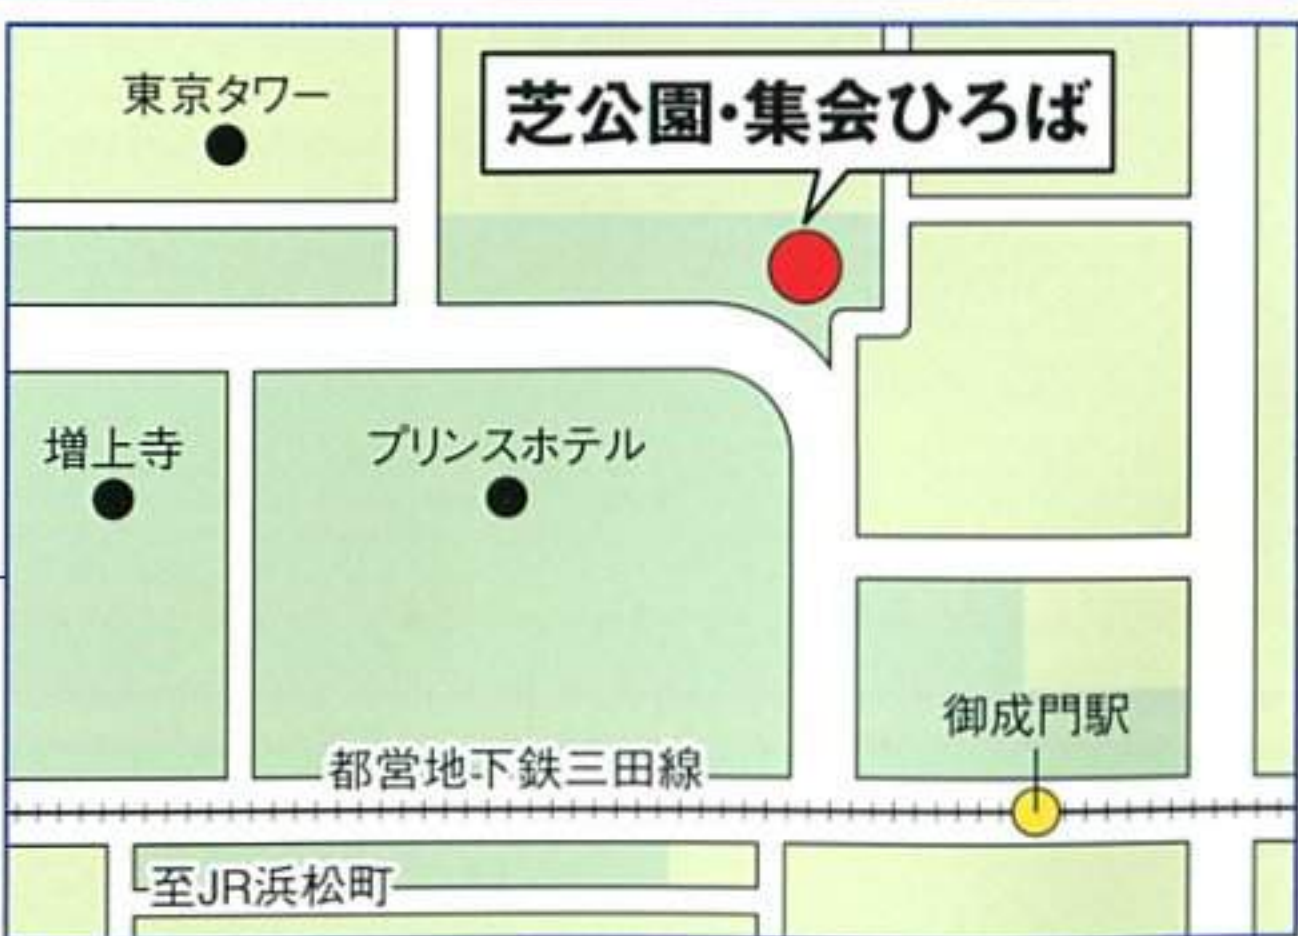 東京タワー
芝公園・集会ひろば
増上寺
プリンスホテル
御成門駅
都営地下鉄三田線
至JR浜松町